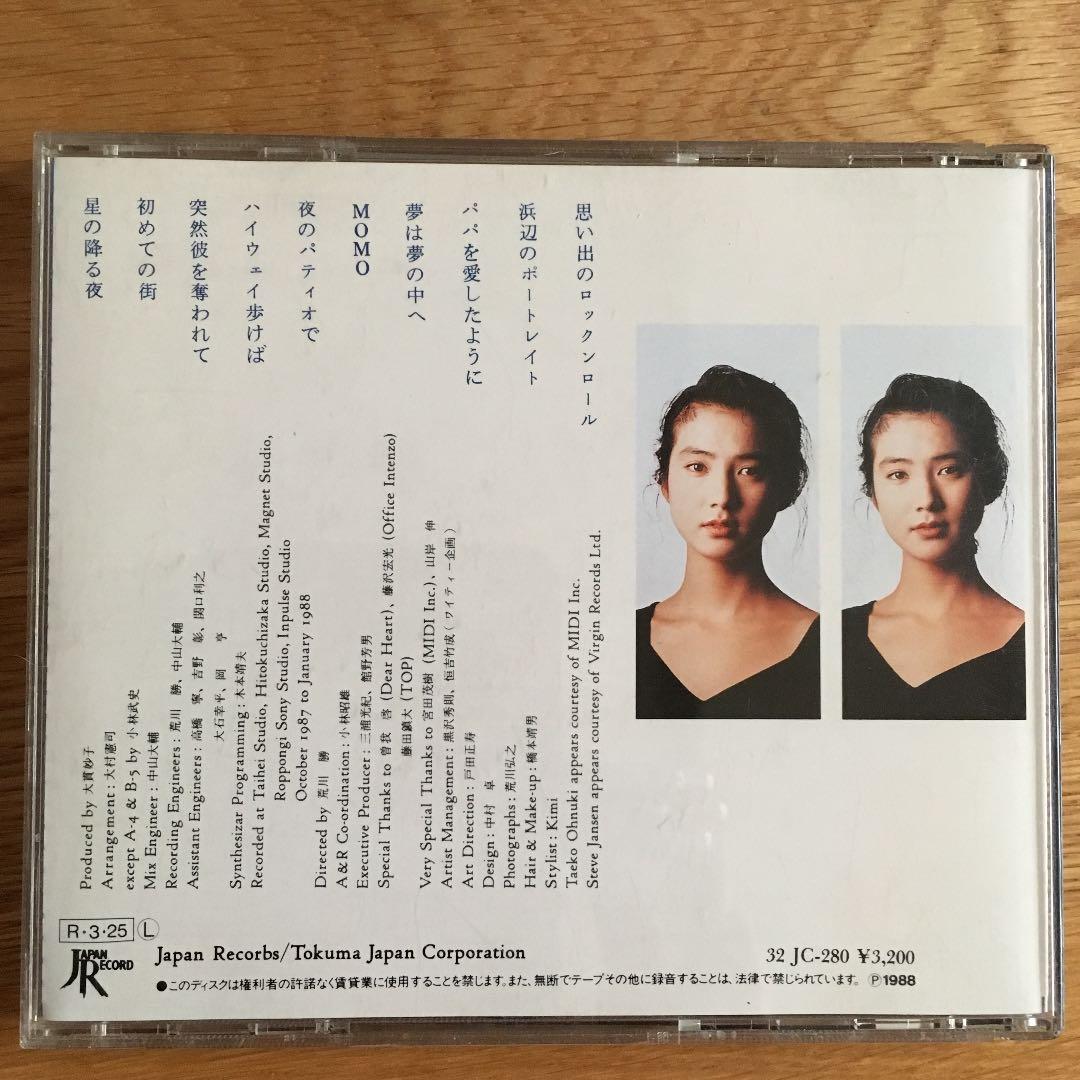 思い出のロックンロール
浜辺のポートレイト
パパを愛したように
夢は夢の中へ
MOMO
夜のパティオで
ハイウェイ歩けば
突然彼を奪われて
初めての街
星の降る夜
Produced by 大貫妙子
Arrangement：大村憲司
except A-4 & B-5 by 小林武史
Mix Engineer：中山大輔
Recording Engineers：荒川　勝、中山大輔
Assistant Engineers：高橋　寧、吉野　彰、関口利之
大石幸平、岡　亨
Synthesizar Programming：木本靖夫
Recorded at Taihei Studio, Hitokuchizaka Studio, Magnet Studio,
Roppongi Sony Studio, Inpulse Studio
October 1987 to January 1988
Directed by 荒川　勝
A&R Co-ordination：小林昭雄
Executive Producer：三浦光紀、館野芳男
Special Thanks to 曽我　啓 (Dear Heart)、藤沢宏光 (Office Intenzo)
藤田鎮大 (TOP)
Very Special Thanks to 宮田茂樹 (MIDI Inc.)、山岸　伸
Artist Management：黒沢秀則、恒吉竹成（ワイティー企画）
Art Direction：戸田正寿
Design：中村　卓
Photographs：荒川弘之
Hair & Make-up：橋本靖男
Stylist：Kimi
Taeko Ohnuki appears courtesy of MIDI Inc.
Steve Jansen appears courtesy of Virgin Records Ltd.
R・3・25 Ⓛ
JAPAN RECORD
Japan Recorbs/Tokuma Japan Corporation
32 JC-280 ¥3,200
●このディスクは権利者の許諾なく賃貸業に使用することを禁じます。また、無断でテープその他に録音することは、法律で禁じられています。 Ⓟ1988